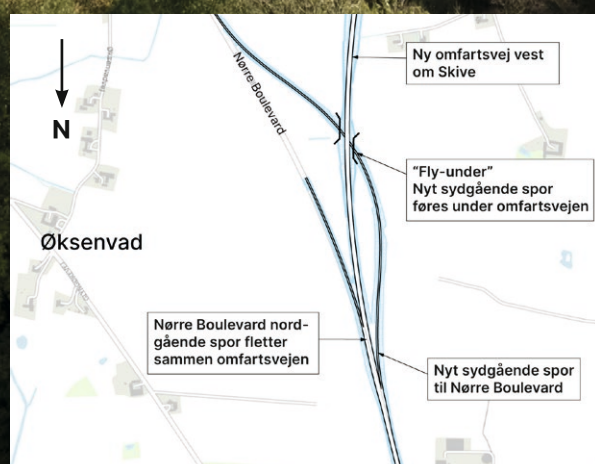 Ny omfartsvej vest
om Skive
Nørre Boulevard
N
"Fly-under"
Nyt sydgående spor
føres under omfartsvejen
Øksenvad
Nørre Boulevard nord-
gående spor fletter
sammen omfartsvejen
Nyt sydgående spor
til Nørre Boulevard